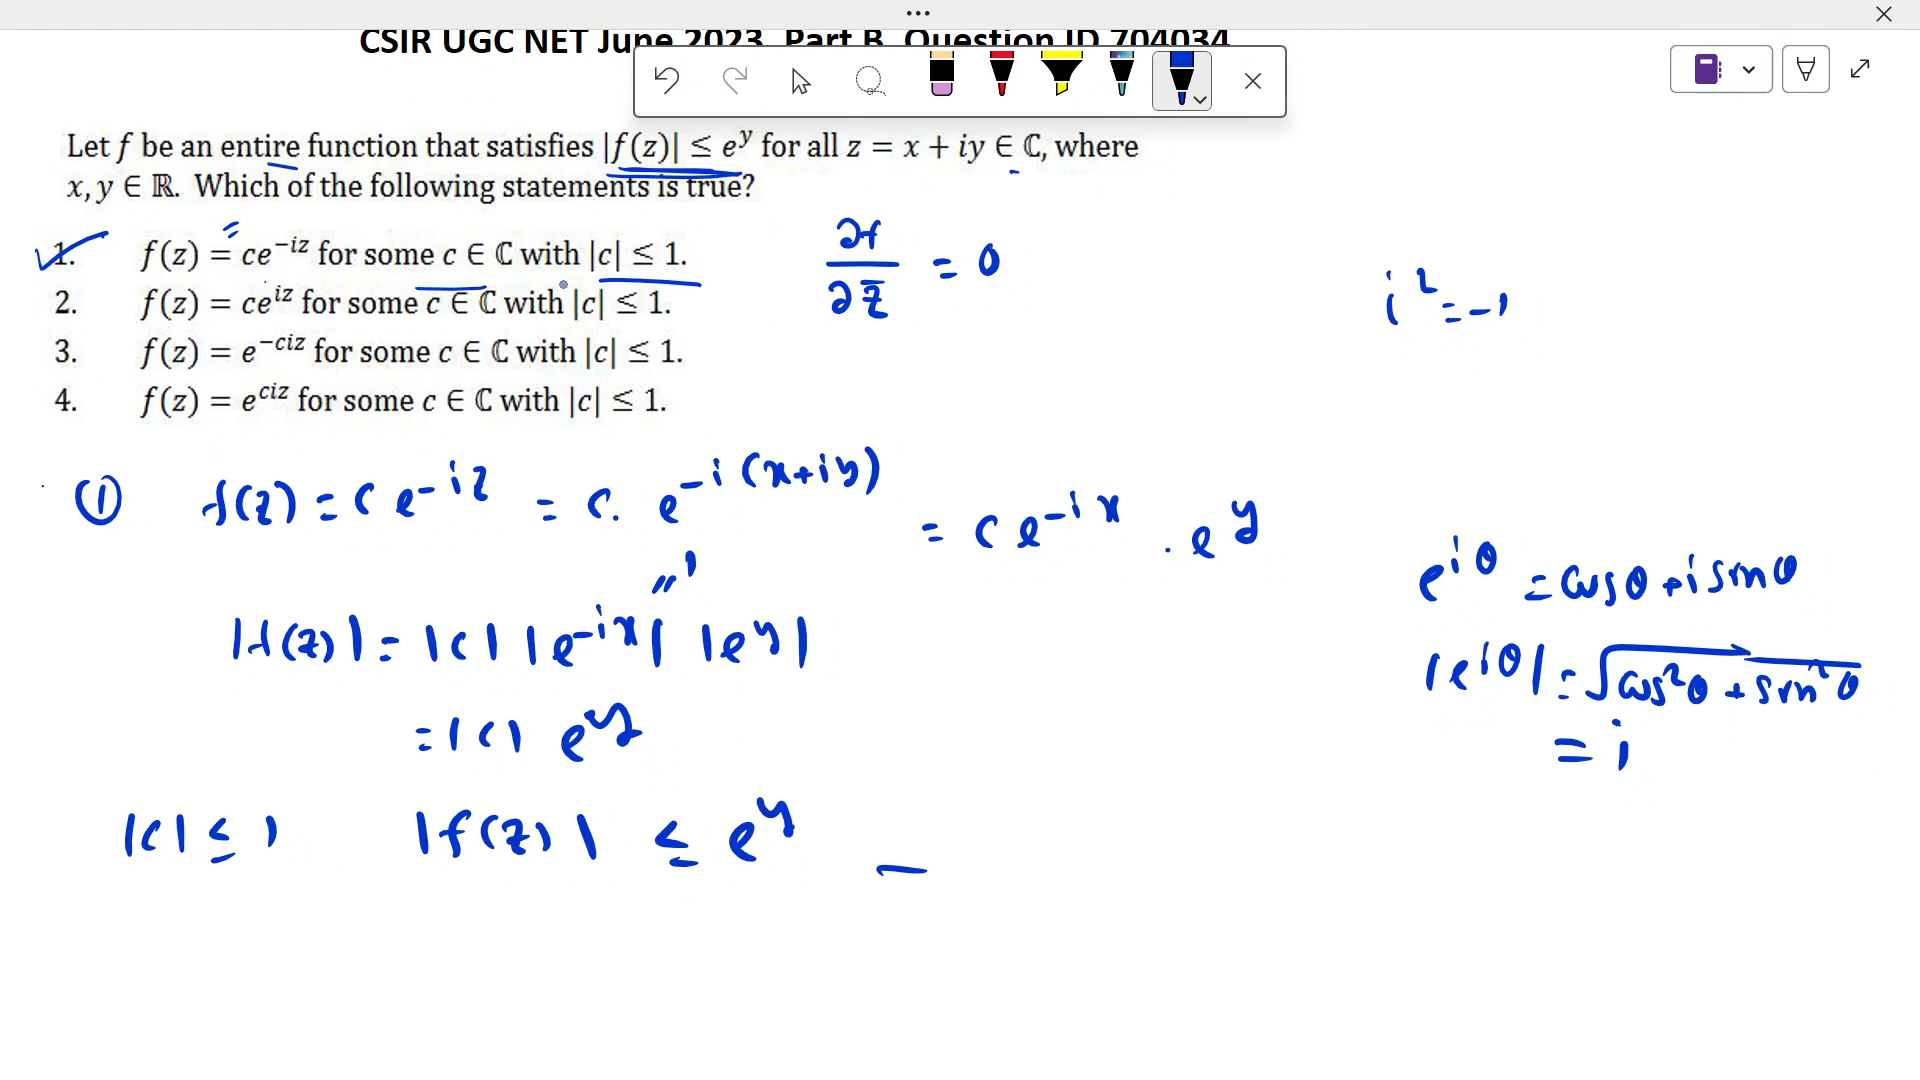 CSIR UGC NET June 2023, Part B, Question ID 704034
Let f be an entire function that satisfies |f(z)| ≤ e^y for all z = x + iy ∈ ℂ, where
x, y ∈ ℝ. Which of the following statements is true?
1. f(z) = ce^{-iz} for some c ∈ ℂ with |c| ≤ 1.
2. f(z) = ce^{iz} for some c ∈ ℂ with |c| ≤ 1.
3. f(z) = e^{-ciz} for some c ∈ ℂ with |c| ≤ 1.
4. f(z) = e^{ciz} for some c ∈ ℂ with |c| ≤ 1.
∂f/∂z̄ = 0
i² = -1
① f(z) = c e^{-iz} = c. e^{-i(x+iy)} = c e^{-ix} . e^y
e^{iθ} = cosθ + i sinθ
" 1
|f(z)| = |c| |e^{-ix}| |e^y|
|e^{iθ}| = √cos²θ + sin²θ
= |c| e^y
= 1
|c| ≤ 1 |f(z)| ≤ e^y